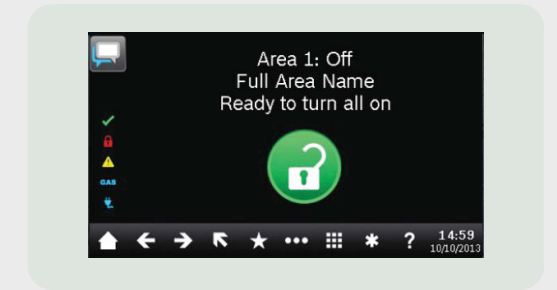 Area 1: Off
Full Area Name
Ready to turn all on
GAS
?
14:59
10/10/2013